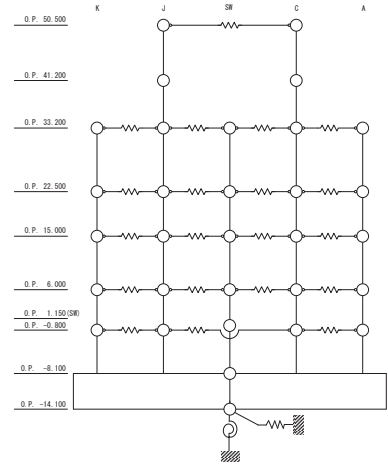 K J SW C A
O.P. 50.500
O.P. 41.200
O.P. 33.200
O.P. 22.500
O.P. 15.000
O.P. 6.000
O.P. 1.150(SW)
O.P. -0.800
O.P. -8.100
O.P. -14.100